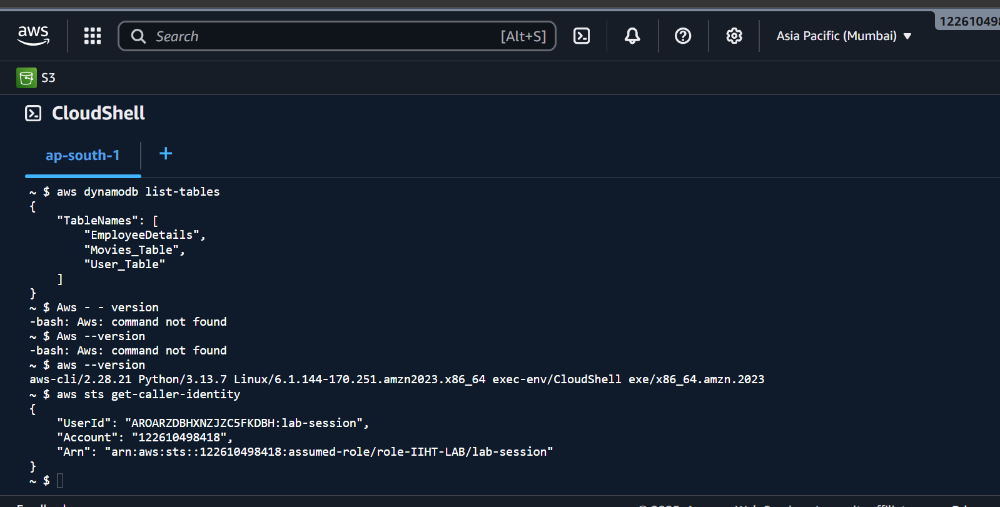 aws
Search
[Alt+S]
Asia Pacific (Mumbai) ▼
S3
CloudShell
ap-south-1
+
~ $ aws dynamodb list-tables
{
    "TableNames": [
        "EmployeeDetails",
        "Movies_Table",
        "User_Table"
    ]
}
~ $ Aws - - version
-bash: Aws: command not found
~ $ Aws --version
-bash: Aws: command not found
~ $ aws --version
aws-cli/2.28.21 Python/3.13.7 Linux/6.1.144-170.251.amzn2023.x86_64 exec-env/CloudShell exe/x86_64.amzn.2023
~ $ aws sts get-caller-identity
{
    "UserId": "AROARZDBHXNZJZC5FKDBH:lab-session",
    "Account": "122610498418",
    "Arn": "arn:aws:sts::122610498418:assumed-role/role-IIHT-LAB/lab-session"
}
~ $